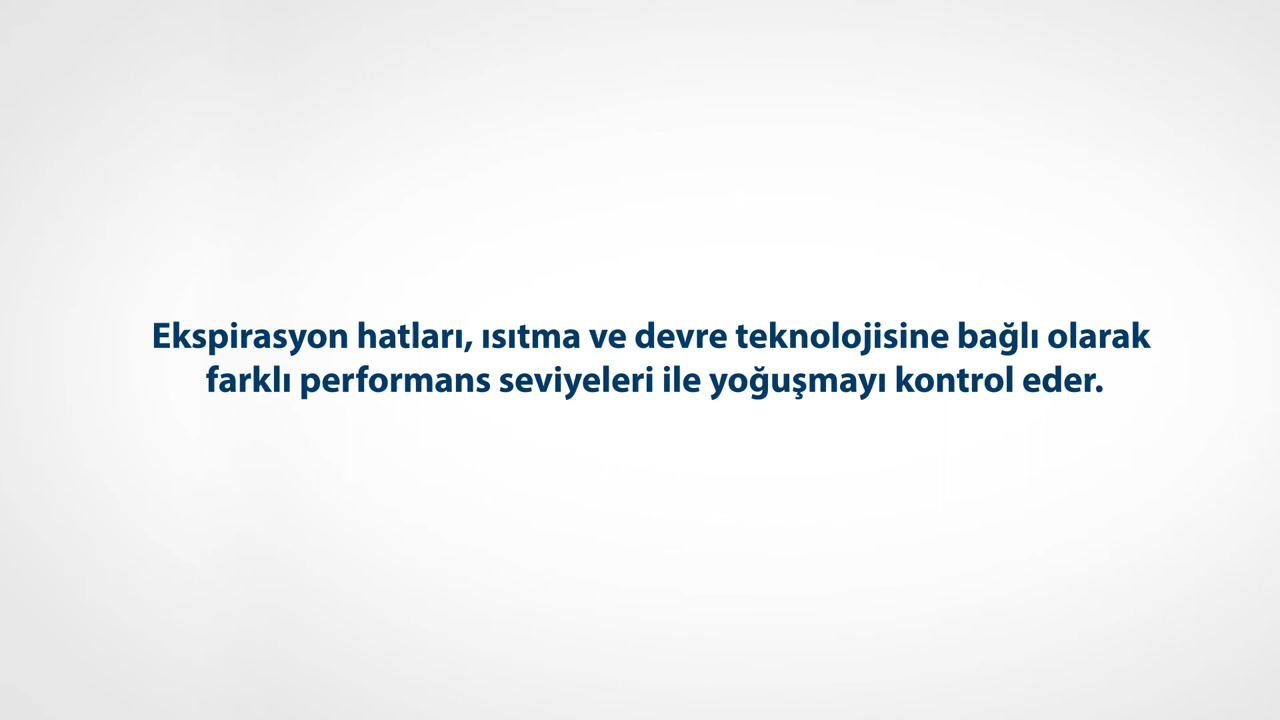 Ekspirasyon hatları, ısıtma ve devre teknolojisine bağlı olarak
farklı performans seviyeleri ile yoğuşmayı kontrol eder.